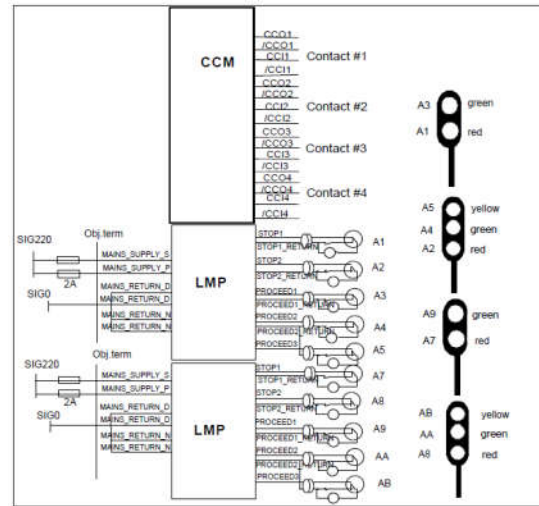 CCM
CCO1
/CCO1
CCI1
/CCI1
Contact #1
CCO2
/CCO2
CCI2
/CCI2
Contact #2
CCO3
/CCO3
CCI3
/CCI3
Contact #3
CCO4
/CCO4
CCI4
/CCI4
Contact #4
A3 green
A1 red
A5 yellow
A4 green
A2 red
A9 green
A7 red
AB yellow
AA green
A8 red
Obj.term
SIG220
MAINS_SUPPLY_S
MAINS_SUPPLY_P
2A
MAINS_RETURN_D
SIG0
MAINS_RETURN_D
MAINS_RETURN_N
MAINS_RETURN_N
LMP
STOP1
STOP1_RETURN
A1
STOP2
STOP2_RETURN
A2
PROCEED1
PROCEED1_RETURN
A3
PROCEED2
PROCEED2_RETURN
A4
PROCEED3
A5
Obj.term
SIG220
MAINS_SUPPLY_S
MAINS_SUPPLY_P
2A
MAINS_RETURN_D
SIG0
MAINS_RETURN_D
MAINS_RETURN_N
MAINS_RETURN_N
LMP
STOP1
STOP1_RETURN
A7
STOP2
STOP2_RETURN
A8
PROCEED1
PROCEED1_RETURN
A9
PROCEED2
PROCEED2_RETURN
AA
PROCEED3
AB